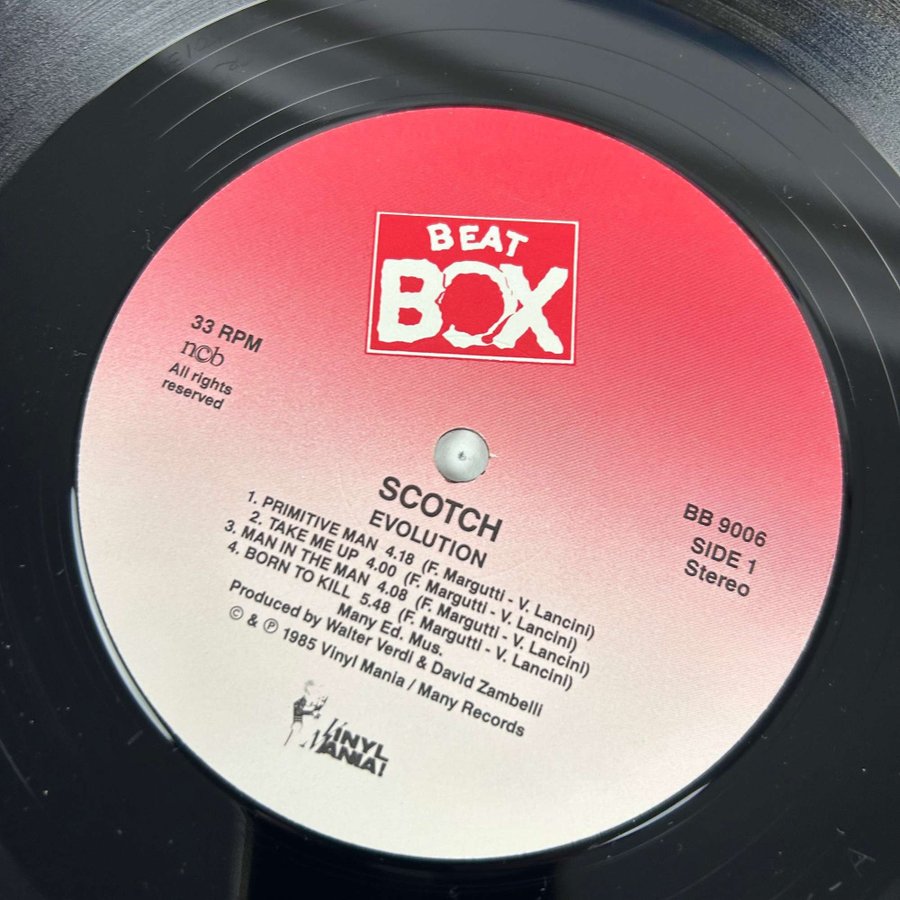 BEAT
BOX
33 RPM
n©b
All rights
reserved
BB 9006
SIDE 1
Stereo
SCOTCH
EVOLUTION
1. PRIMITIVE MAN 4.18 (F. Margutti - V. Lancini)
2. TAKE ME UP 4.00 (F. Margutti - V. Lancini)
3. MAN IN THE MAN 4.08 (F. Margutti - V. Lancini)
4. BORN TO KILL 5.48 (F. Margutti - V. Lancini)
Many Ed. Mus.
Produced by Walter Verdi & David Zambelli
© & ℗ 1985 Vinyl Mania / Many Records
VINYL
MANIA!